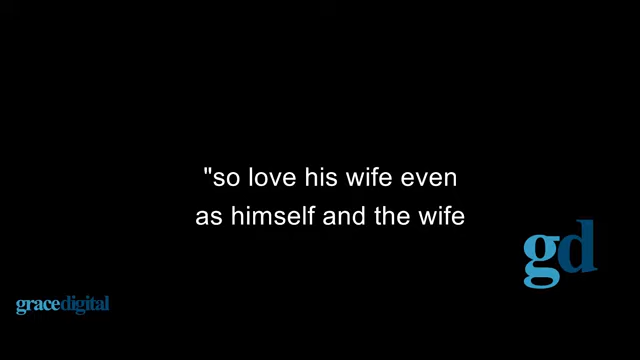 "so love his wife even
as himself and the wife
gd
gracedigital